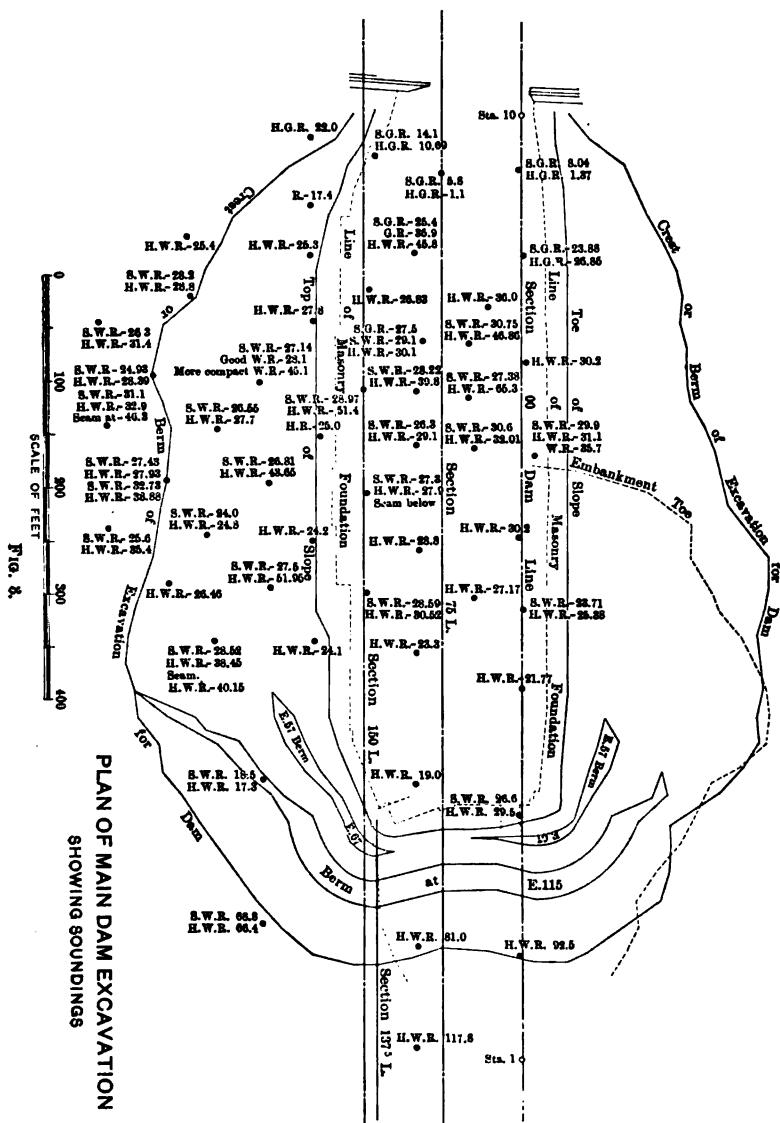 Sta. 10
H.G.R. 22.0
S.G.R. 14.1
H.G.R. 10.69
S.G.R. 8.04
H.G.R. 1.37
S.G.R.-5.8
H.G.R.-1.1
R.-17.4
Crest
or
Berm
of
Excavation
for
Dam
Crest
or
Berm
of
Excavation
for
Dam
H.W.R.-25.4
H.W.R.-25.3
S.G.R.-25.4
G.R.-35.9
H.W.R.-45.8
S.G.R.-23.88
H.G.R.-26.85
Line
of
Masonry
Foundation
Top
of
Slope
Section 00
Dam Line
Line
of
Masonry
Foundation
Toe
of
Slope
S.W.R.-28.2
H.W.R.-28.8
H.W.R.-26.83
H.W.R.-36.0
S.W.R.-26.3
H.W.R.-31.4
H.W.R.-27.8
S.G.R.-27.5
S.W.R.-29.1
H.W.R.-30.1
S.W.R.-30.75
H.W.R.-46.86
H.W.R.-30.2
S.W.R.-27.14
Good W.R.-28.1
More compact W.R.-45.1
S.W.R.-24.93
H.W.R.-28.39
S.W.R.-28.22
H.W.R.-39.8
S.W.R.-27.38
H.W.R.-65.3
S.W.R.-31.1
H.W.R.-32.9
Seam at-40.3
S.W.R.-28.97
H.W.R.-51.4
H.R.-25.0
S.W.R.-26.55
H.W.R.-27.7
S.W.R.-26.3
H.W.R.-29.1
S.W.R.-30.6
H.W.R.-32.01
S.W.R.-29.9
H.W.R.-31.1
W.R.-35.7
Embankment
Toe
S.W.R.-27.43
H.W.R.-27.93
S.W.R.-32.73
H.W.R.-38.88
S.W.R.-26.81
H.W.R.-43.65
S.W.R.-27.3
H.W.R.-27.9
Seam below
Section
75 L.
S.W.R.-24.0
H.W.R.-24.8
S.W.R.-25.6
H.W.R.-35.4
H.W.R.-24.2
H.W.R.-28.8
H.W.R.-30.2
S.W.R.-27.5
H.W.R.-51.95
H.W.R.-26.46
S.W.R.-28.59
H.W.R.-30.52
H.W.R.-27.17
S.W.R.-23.71
H.W.R.-25.38
S.W.R.-28.52
H.W.R.-38.45
Seam.
H.W.R.-40.15
H.W.R.-24.1
H.W.R.-23.3
H.W.R.-21.77
Section
150 L.
E.57 Berm
E.57 Berm
S.W.R. 18.5
H.W.R. 17.3
H.W.R. 19.0
S.W.R. 26.6
H.W.R. 29.5
E.67
Berm at E.115
S.W.R. 68.8
H.W.R. 66.4
H.W.R. 81.0
H.W.R. 92.5
Section 137⁵ L.
H.W.R. 117.8
Sta. 1
0
100
200
300
400
SCALE OF FEET
FIG. 8.
PLAN OF MAIN DAM EXCAVATION
SHOWING SOUNDINGS